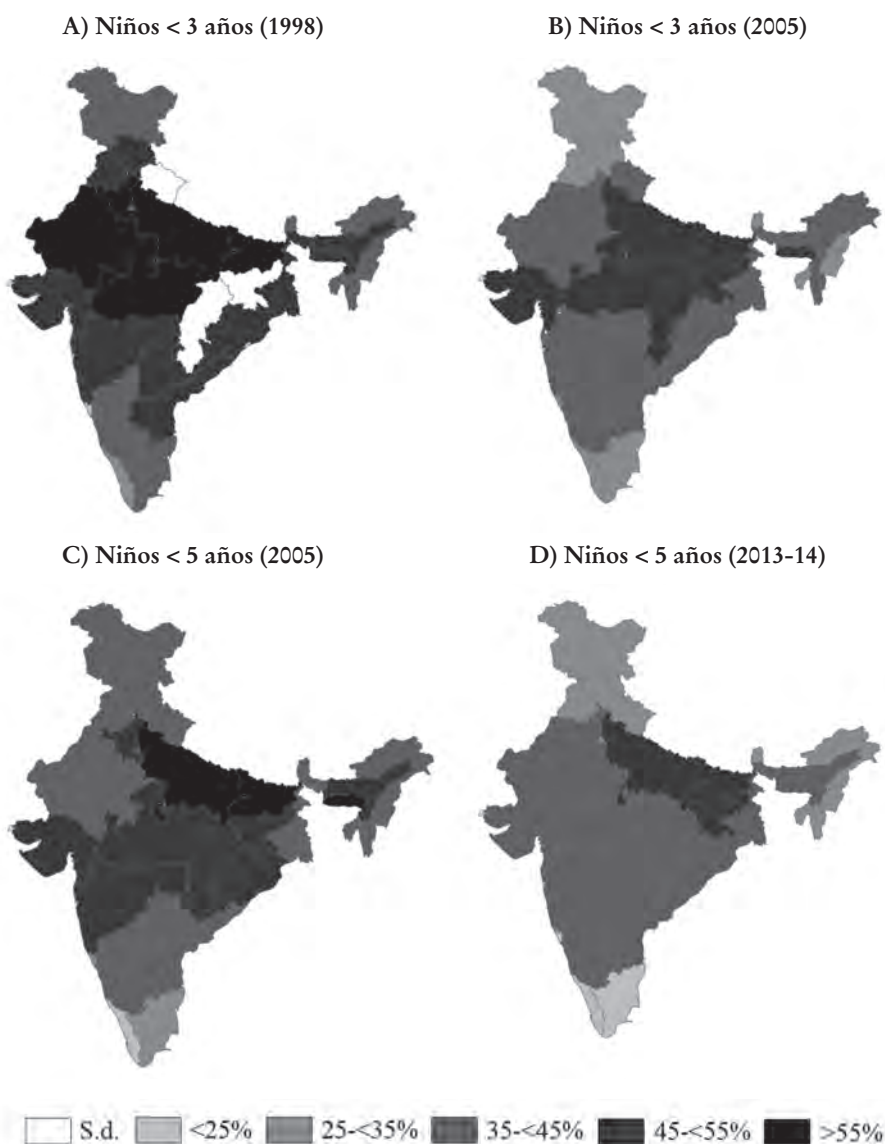 A) Niños < 3 años (1998)
B) Niños < 3 años (2005)
C) Niños < 5 años (2005)
D) Niños < 5 años (2013-14)
S.d. <25% 25-<35% 35-<45% 45-<55% >55%